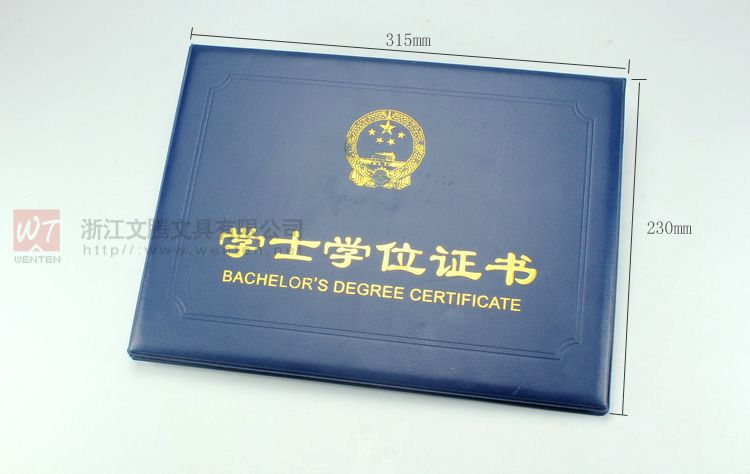 315mm
230mm
WT
WENTEN
浙江文腾文具有限公司
学士学位证书
BACHELOR'S DEGREE CERTIFICATE